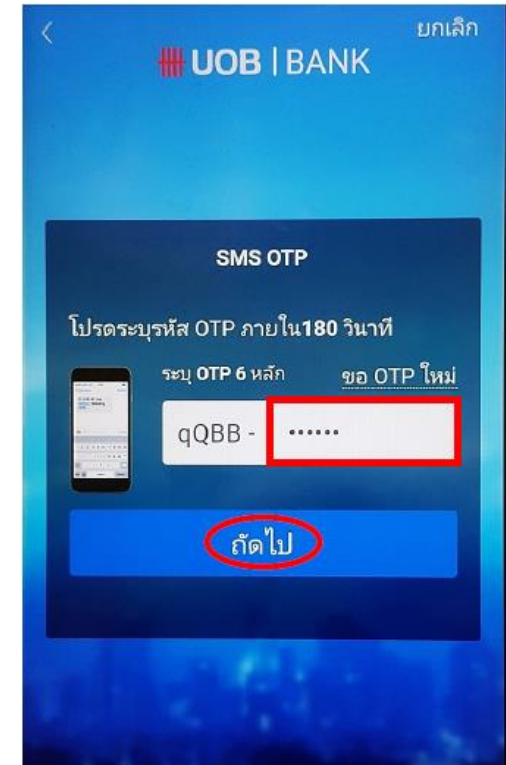 ยกเลิก
UOB | BANK
SMS OTP
โปรดระบุรหัส OTP ภายใน180 วินาที
ระบุ OTP 6 หลัก
ขอ OTP ใหม่
qQBB - ••••••
ถัดไป